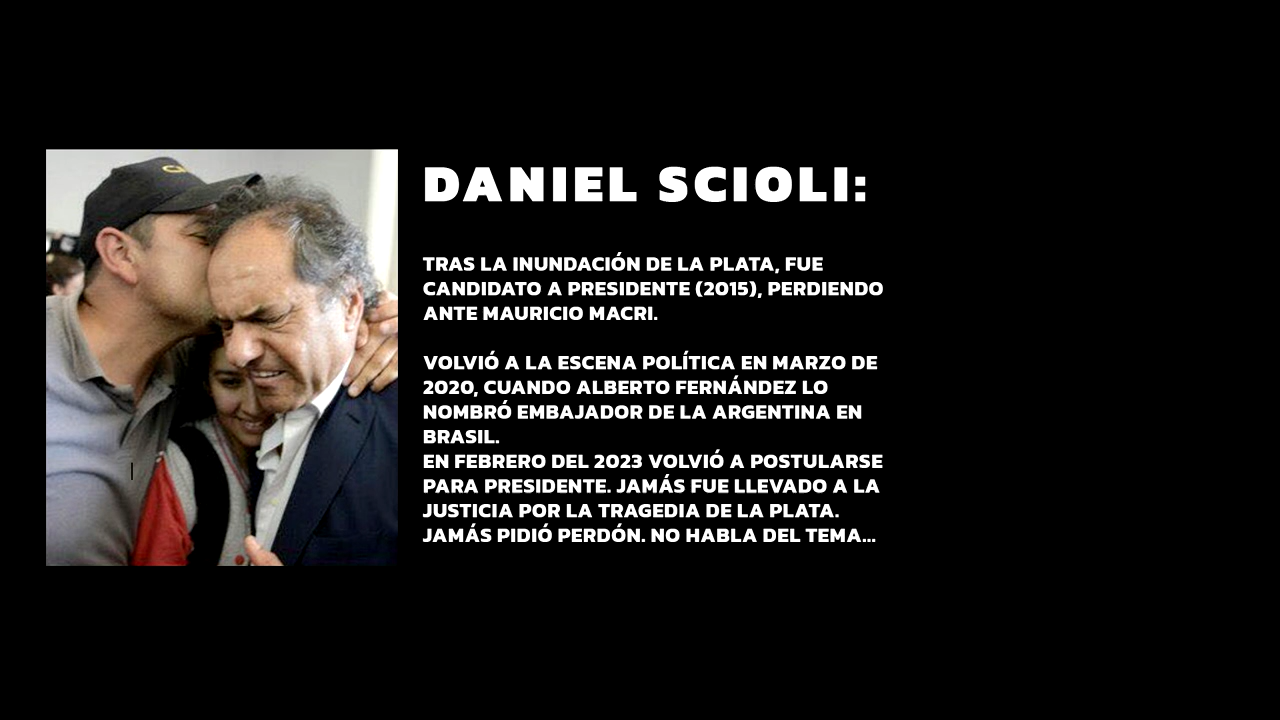 DANIEL SCIOLI:
TRAS LA INUNDACIÓN DE LA PLATA, FUE
CANDIDATO A PRESIDENTE (2015), PERDIENDO
ANTE MAURICIO MACRI.
VOLVIÓ A LA ESCENA POLÍTICA EN MARZO DE
2020, CUANDO ALBERTO FERNÁNDEZ LO
NOMBRÓ EMBAJADOR DE LA ARGENTINA EN
BRASIL.
EN FEBRERO DEL 2023 VOLVIÓ A POSTULARSE
PARA PRESIDENTE. JAMÁS FUE LLEVADO A LA
JUSTICIA POR LA TRAGEDIA DE LA PLATA.
JAMÁS PIDIÓ PERDÓN. NO HABLA DEL TEMA...